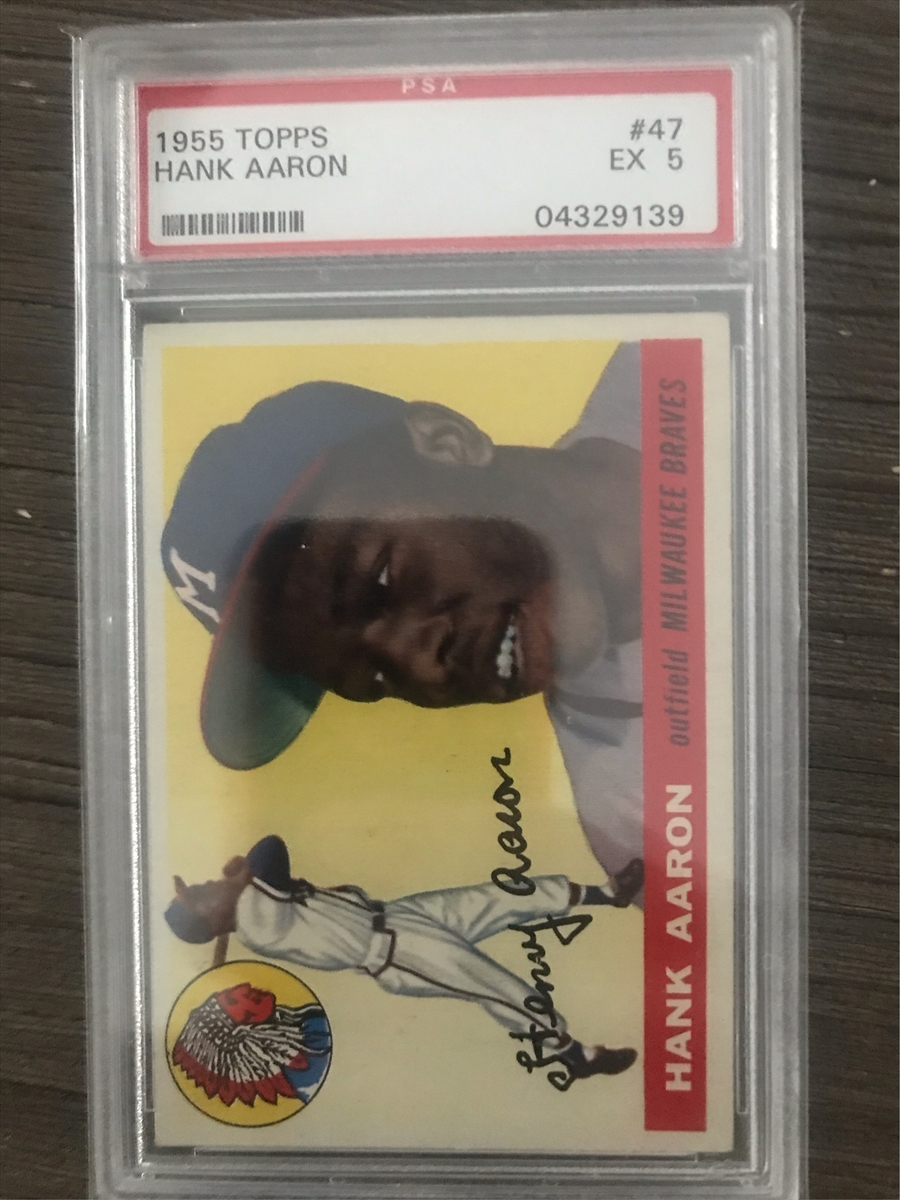 PSA
1955 TOPPS #47
HANK AARON EX 5
04329139
M
Henry Aaron
HANK AARON outfield MILWAUKEE BRAVES